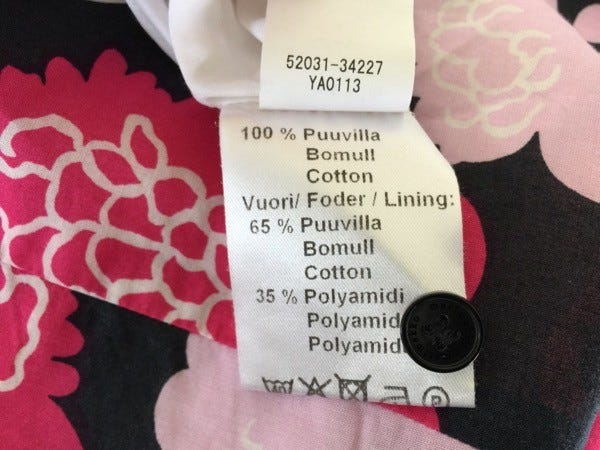 52031-34227
YA0113
100 % Puuvilla
Bomull
Cotton
Vuori/ Foder / Lining:
65 % Puuvilla
Bomull
Cotton
35 % Polyamidi
Polyamid
Polyamid